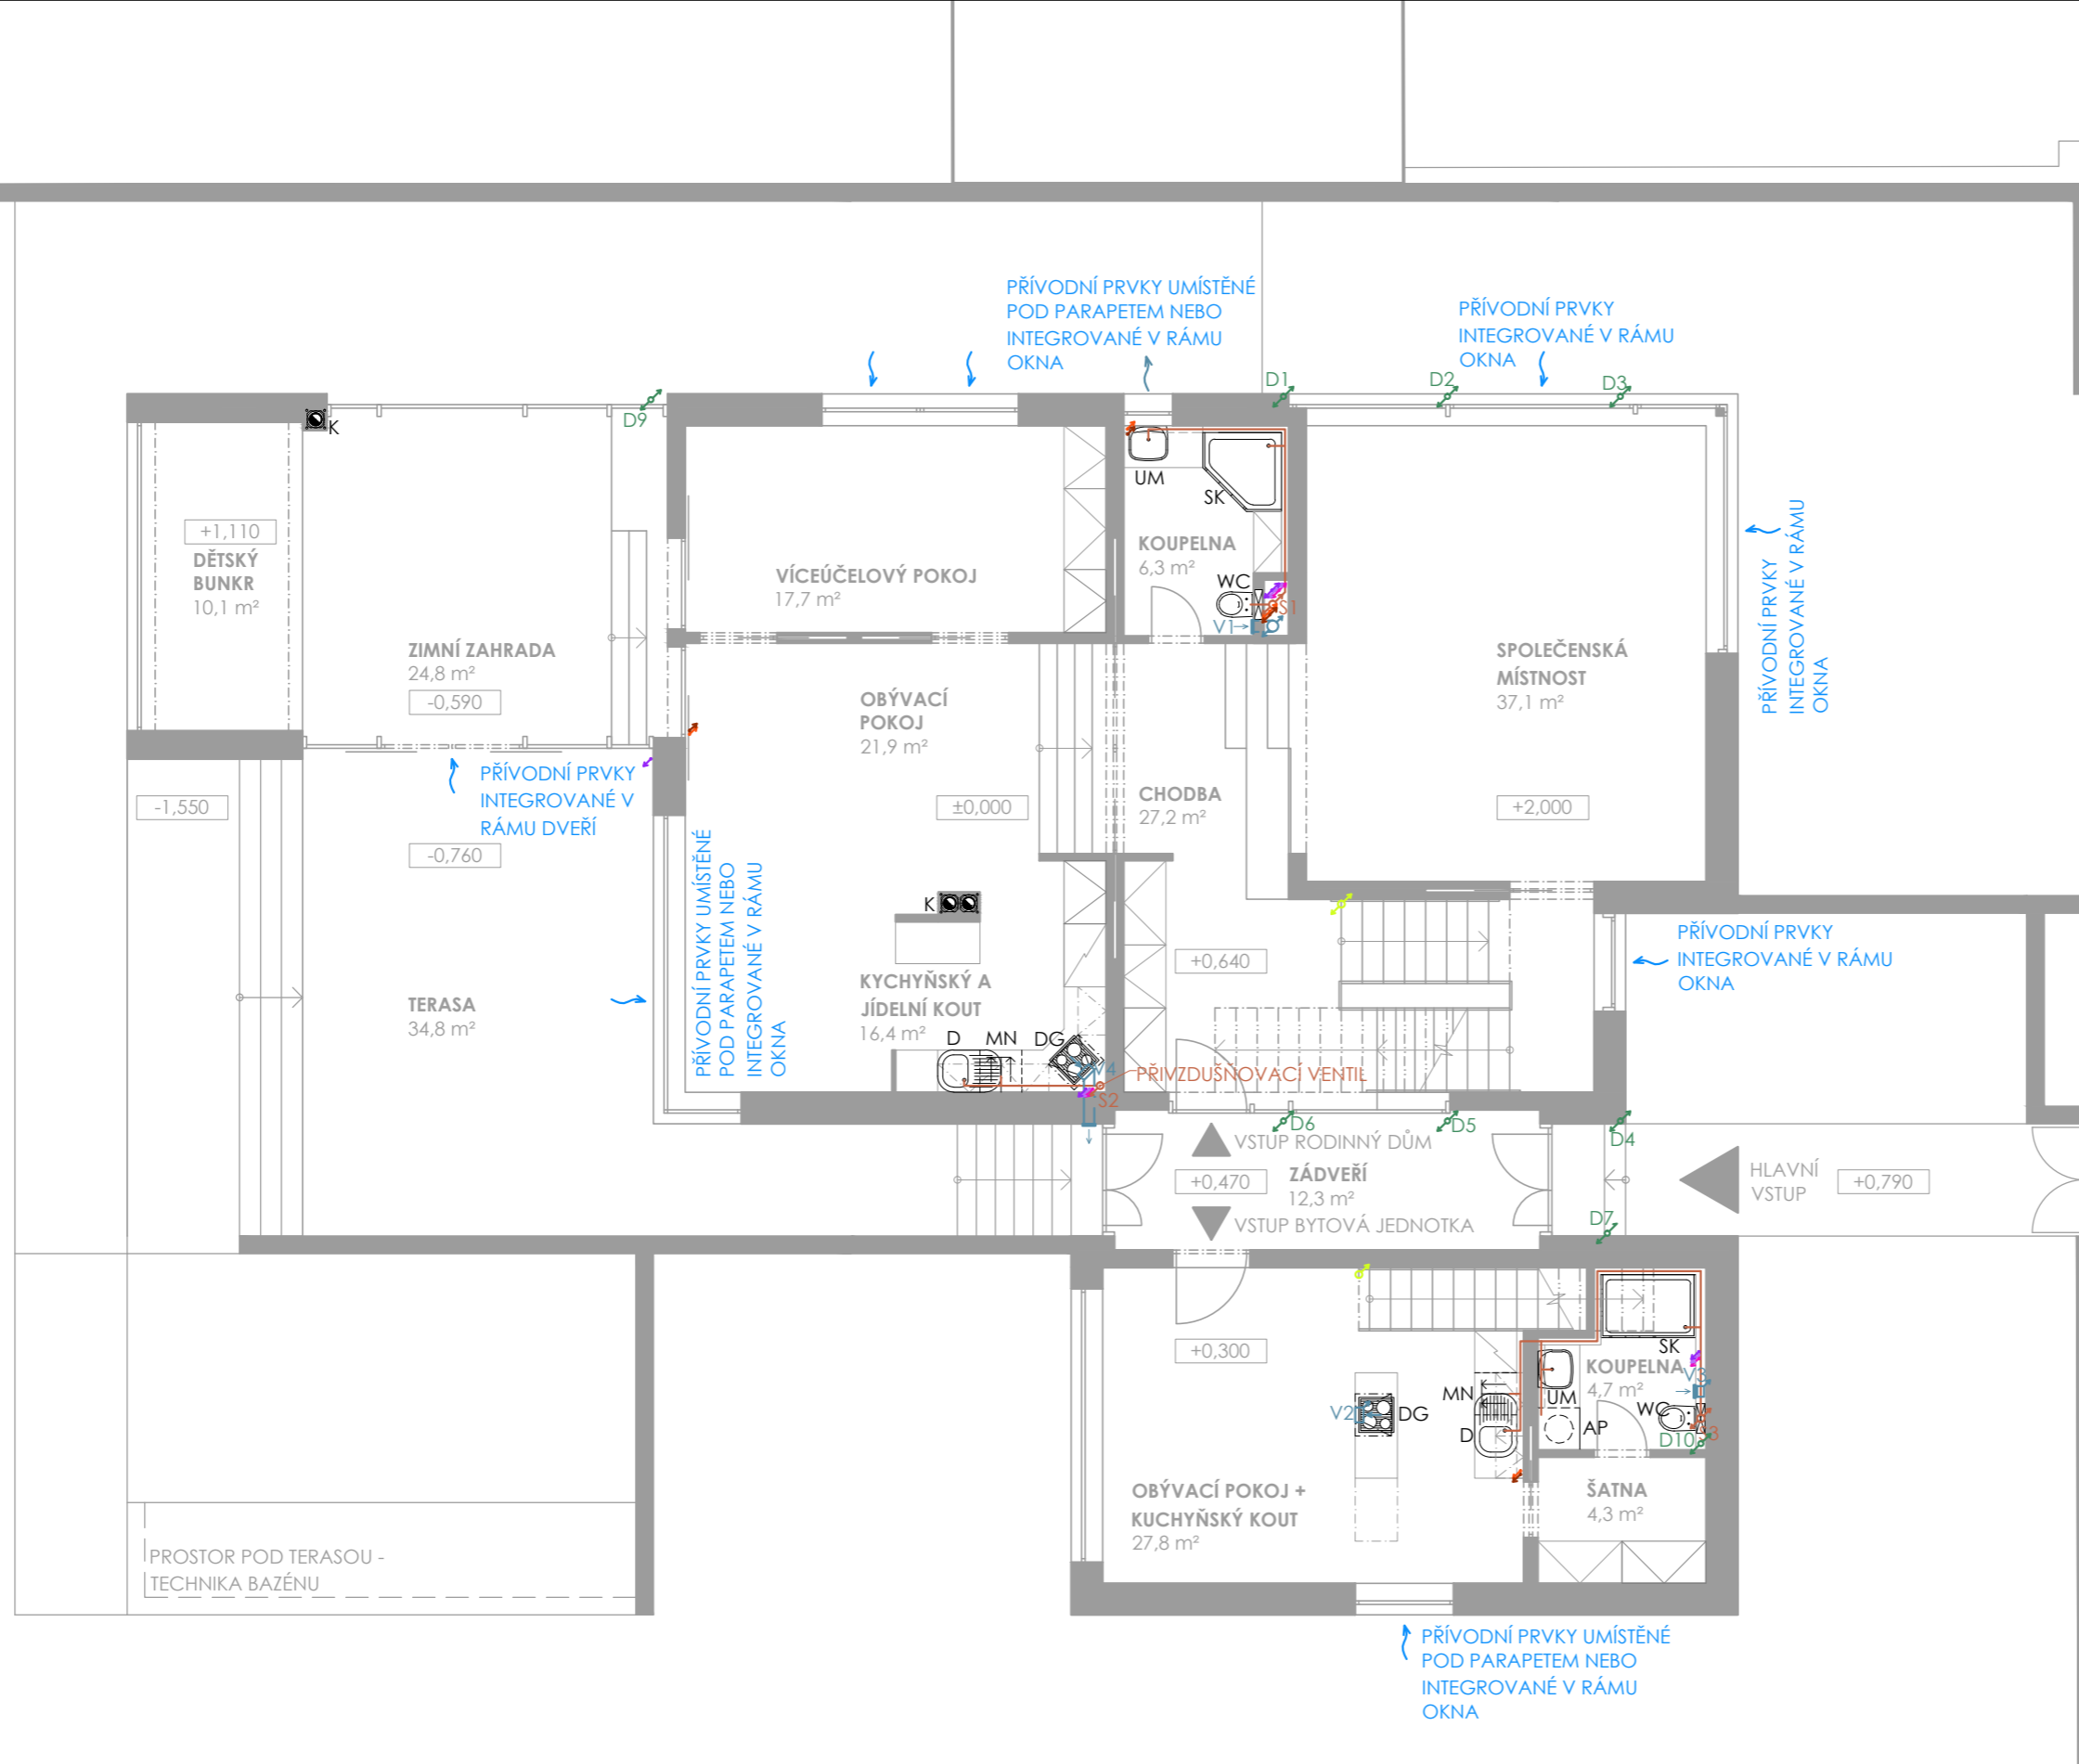 PŘÍVODNÍ PRVKY UMÍSTĚNÉ
POD PARAPETEM NEBO
INTEGROVANÉ V RÁMU
OKNA
PŘÍVODNÍ PRVKY
INTEGROVANÉ V RÁMU
OKNA
D1
D2
D3
D9
K
UM
SK
+1,110
DĚTSKÝ
BUNKR
10,1 m²
KOUPELNA
6,3 m²
WC
S1
V1
VÍCEÚČELOVÝ POKOJ
17,7 m²
PŘÍVODNÍ PRVKY
INTEGROVANÉ V RÁMU
OKNA
ZIMNÍ ZAHRADA
24,8 m²
-0,590
OBÝVACÍ
POKOJ
21,9 m²
SPOLEČENSKÁ
MÍSTNOST
37,1 m²
PŘÍVODNÍ PRVKY
INTEGROVANÉ V
RÁMU DVEŘÍ
-1,550
±0,000
CHODBA
27,2 m²
+2,000
-0,760
PŘÍVODNÍ PRVKY UMÍSTĚNÉ
POD PARAPETEM NEBO
INTEGROVANÉ V RÁMU
OKNA
K
PŘÍVODNÍ PRVKY
INTEGROVANÉ V RÁMU
OKNA
+0,640
KYCHYŇSKÝ A
JÍDELNÍ KOUT
16,4 m²
TERASA
34,8 m²
D
MN
DG
V4
PŘIVZDUŠŇOVACÍ VENTIL
S2
D6
D5
D4
VSTUP RODINNÝ DŮM
ZÁDVEŘÍ
12,3 m²
+0,470
HLAVNÍ
VSTUP
+0,790
VSTUP BYTOVÁ JEDNOTKA
D7
+0,300
SK
KOUPELNA
4,7 m²
V3
MN
UM
WC
V2
DG
D
AP
S3
D10
OBÝVACÍ POKOJ +
KUCHYŇSKÝ KOUT
27,8 m²
ŠATNA
4,3 m²
PROSTOR POD TERASOU -
TECHNIKA BAZÉNU
PŘÍVODNÍ PRVKY UMÍSTĚNÉ
POD PARAPETEM NEBO
INTEGROVANÉ V RÁMU
OKNA